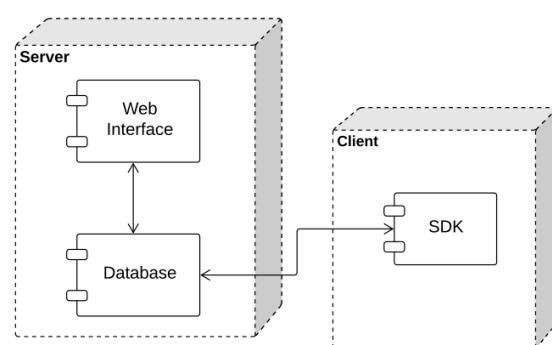 Server
Web
Interface
Database
Client
SDK